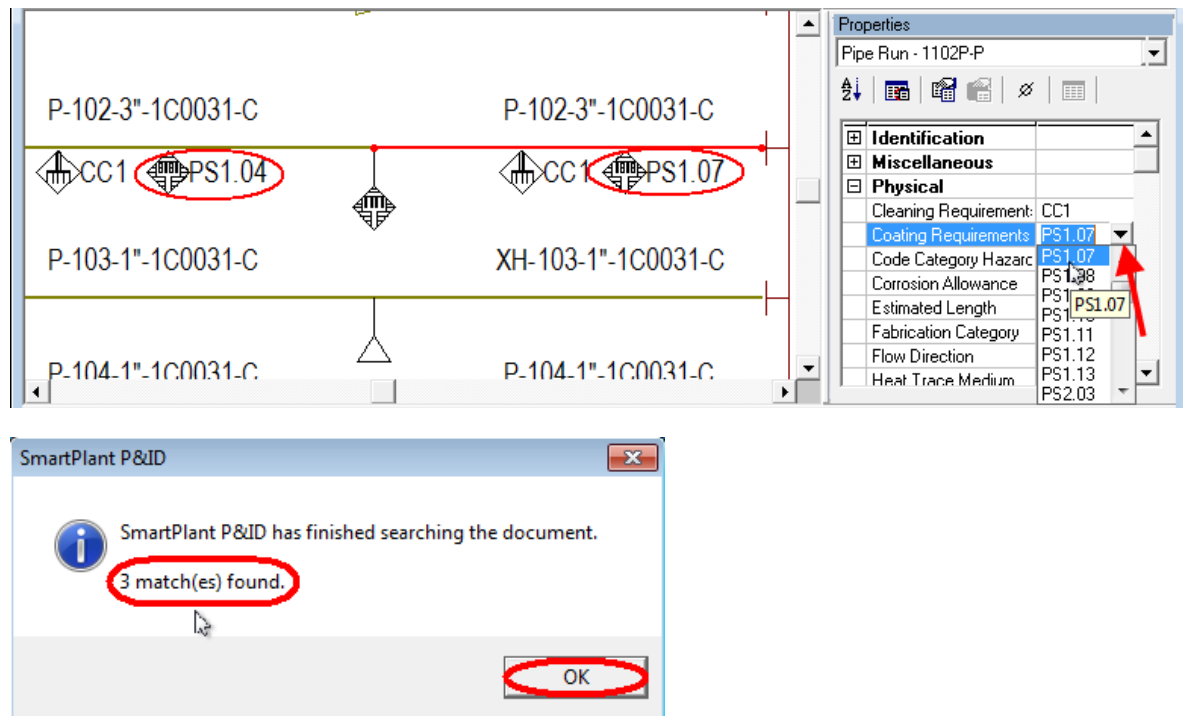 Properties
Pipe Run - 1102P-P
P-102-3"-1C0031-C P-102-3"-1C0031-C
CC1 PS1.04 CC1 PS1.07
P-103-1"-1C0031-C XH-103-1"-1C0031-C
P-104-1"-1C0031-C P-104-1"-1C0031-C
Identification
Miscellaneous
Physical
Cleaning Requirement: CC1
Coating Requirements PS1.07
Code Category Hazard PS1.07
Corrosion Allowance
Estimated Length PS1.07
Fabrication Category PS1.11
Flow Direction PS1.12
Heat Trace Medium PS1.13
PS2.03
SmartPlant P&ID
SmartPlant P&ID has finished searching the document.
3 match(es) found.
OK